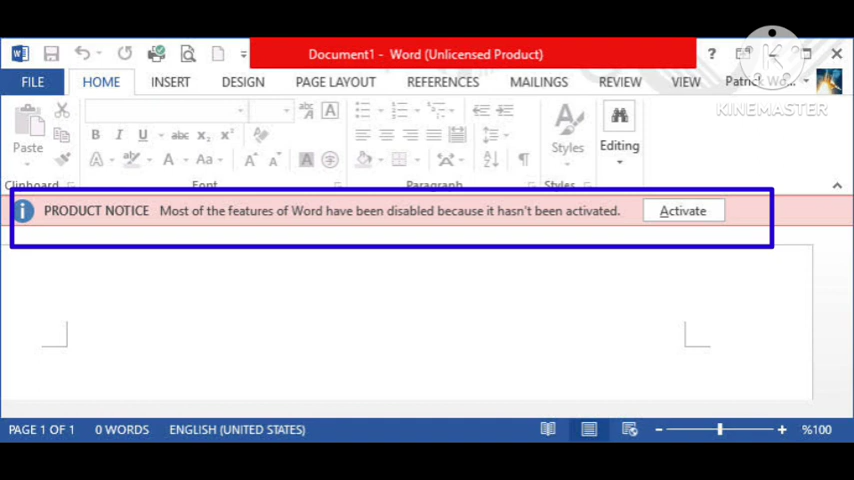 Document1 - Word (Unlicensed Product)
?
FILE HOME INSERT DESIGN PAGE LAYOUT REFERENCES MAILINGS REVIEW VIEW
KINEMASTER
Paste
B I U abc X₂ X²
A Aa A A A
A Z
Styles
Editing
Clipboard Font Paragraph Styles
PRODUCT NOTICE Most of the features of Word have been disabled because it hasn't been activated. Activate
PAGE 1 OF 1 0 WORDS ENGLISH (UNITED STATES) %100